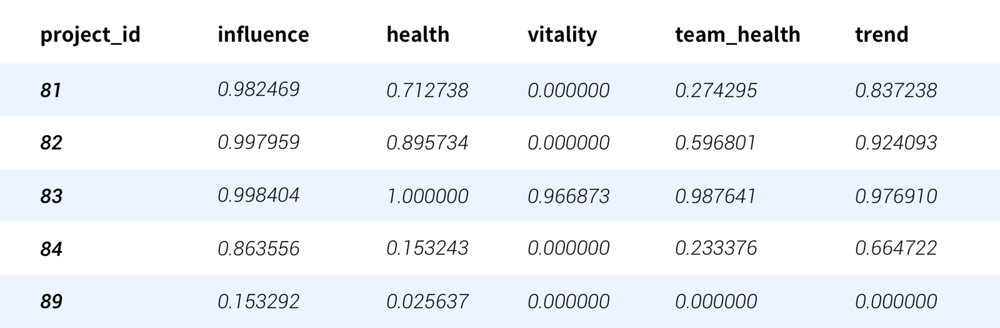 project_id influence health vitality team_health trend
81 0.982469 0.712738 0.000000 0.274295 0.837238
82 0.997959 0.895734 0.000000 0.596801 0.924093
83 0.998404 1.000000 0.966873 0.987641 0.976910
84 0.863556 0.153243 0.000000 0.233376 0.664722
89 0.153292 0.025637 0.000000 0.000000 0.000000